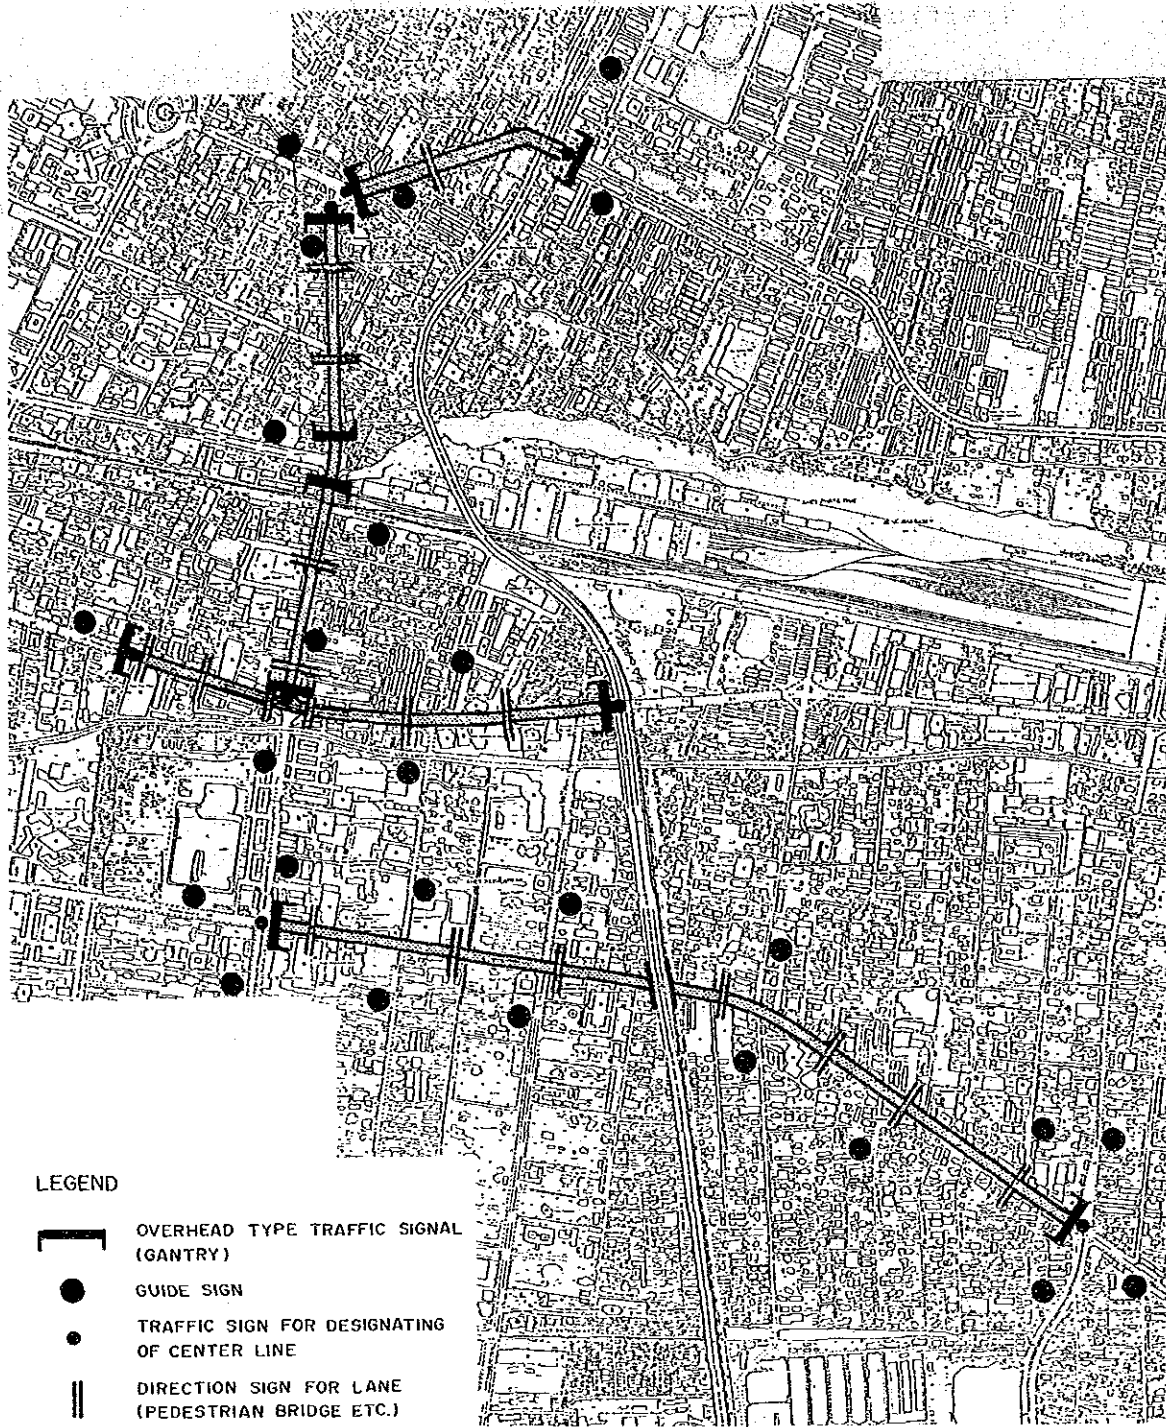 LEGEND
OVERHEAD TYPE TRAFFIC SIGNAL
(GANTRY)
GUIDE SIGN
TRAFFIC SIGN FOR DESIGNATING
OF CENTER LINE
DIRECTION SIGN FOR LANE
(PEDESTRIAN BRIDGE ETC.)